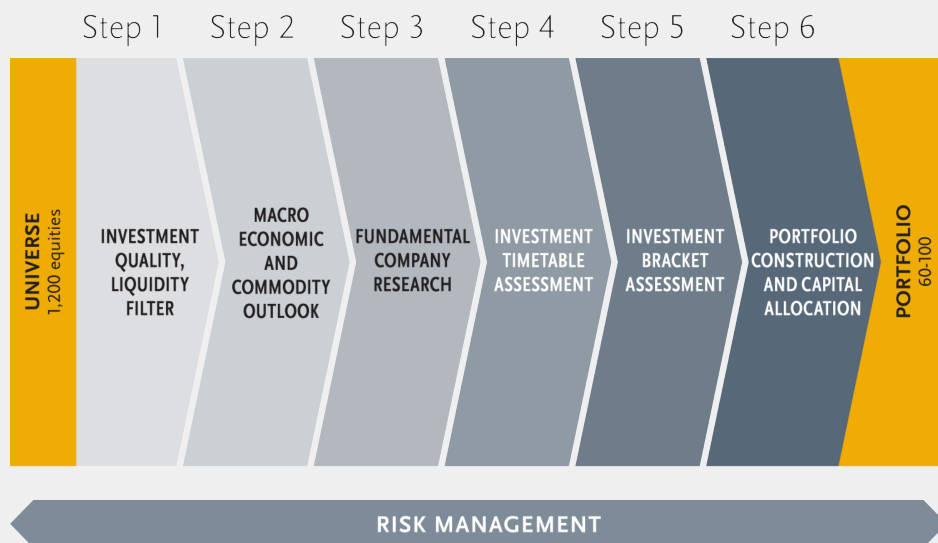 Step 1
Step 2
Step 3
Step 4
Step 5
Step 6
UNIVERSE
1,200 equities
INVESTMENT
QUALITY,
LIQUIDITY
FILTER
MACRO
ECONOMIC
AND
COMMODITY
OUTLOOK
FUNDAMENTAL
COMPANY
RESEARCH
INVESTMENT
TIMETABLE
ASSESSMENT
INVESTMENT
BRACKET
ASSESSMENT
PORTFOLIO
CONSTRUCTION
AND CAPITAL
ALLOCATION
PORTFOLIO
60-100
RISK MANAGEMENT